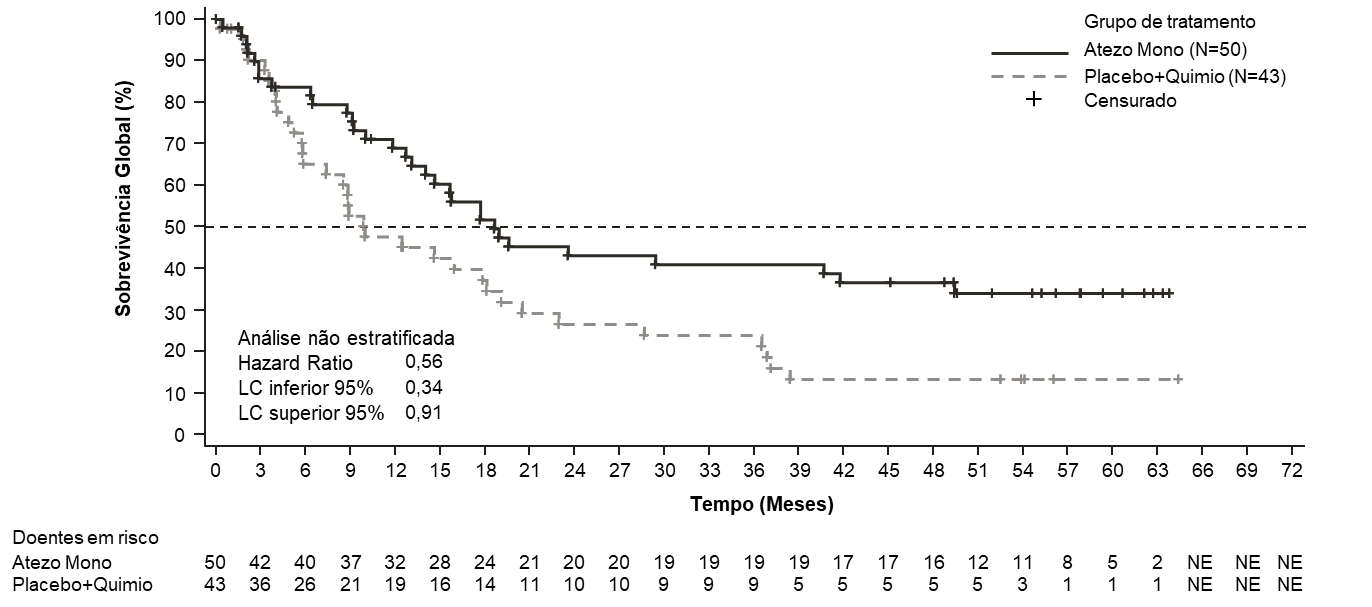 Grupo de tratamento
Atezo Mono (N=50)
Placebo+Quimio (N=43)
Censurado
Sobrevivência Global (%)
100
90
80
70
60
50
40
30
20
10
0
Análise não estratificada
Hazard Ratio 0,56
LC inferior 95% 0,34
LC superior 95% 0,91
0 3 6 9 12 15 18 21 24 27 30 33 36 39 42 45 48 51 54 57 60 63 66 69 72
Tempo (Meses)
Doentes em risco
Atezo Mono 50 42 40 37 32 28 24 21 20 20 19 19 19 19 17 17 16 12 11 8 5 2 NE NE NE
Placebo+Quimio 43 36 26 21 19 16 14 11 10 10 9 9 9 5 5 5 5 5 3 1 1 1 NE NE NE